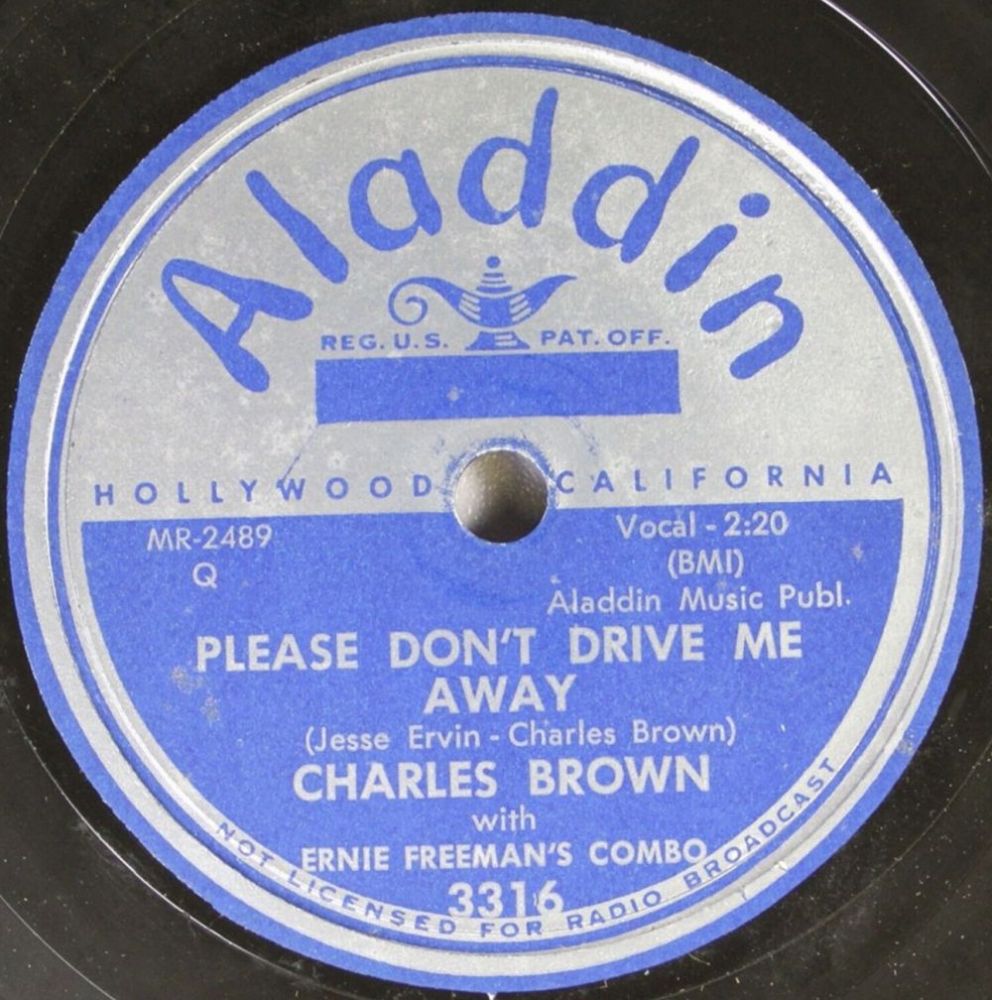 Aladdin
REG. U.S. PAT. OFF.
HOLLYWOOD CALIFORNIA
MR-2489
Q
Vocal - 2:20
(BMI)
Aladdin Music Publ.
PLEASE DON'T DRIVE ME
AWAY
(Jesse Ervin - Charles Brown)
CHARLES BROWN
with
ERNIE FREEMAN'S COMBO
3316
NOT LICENSED FOR RADIO BROADCAST